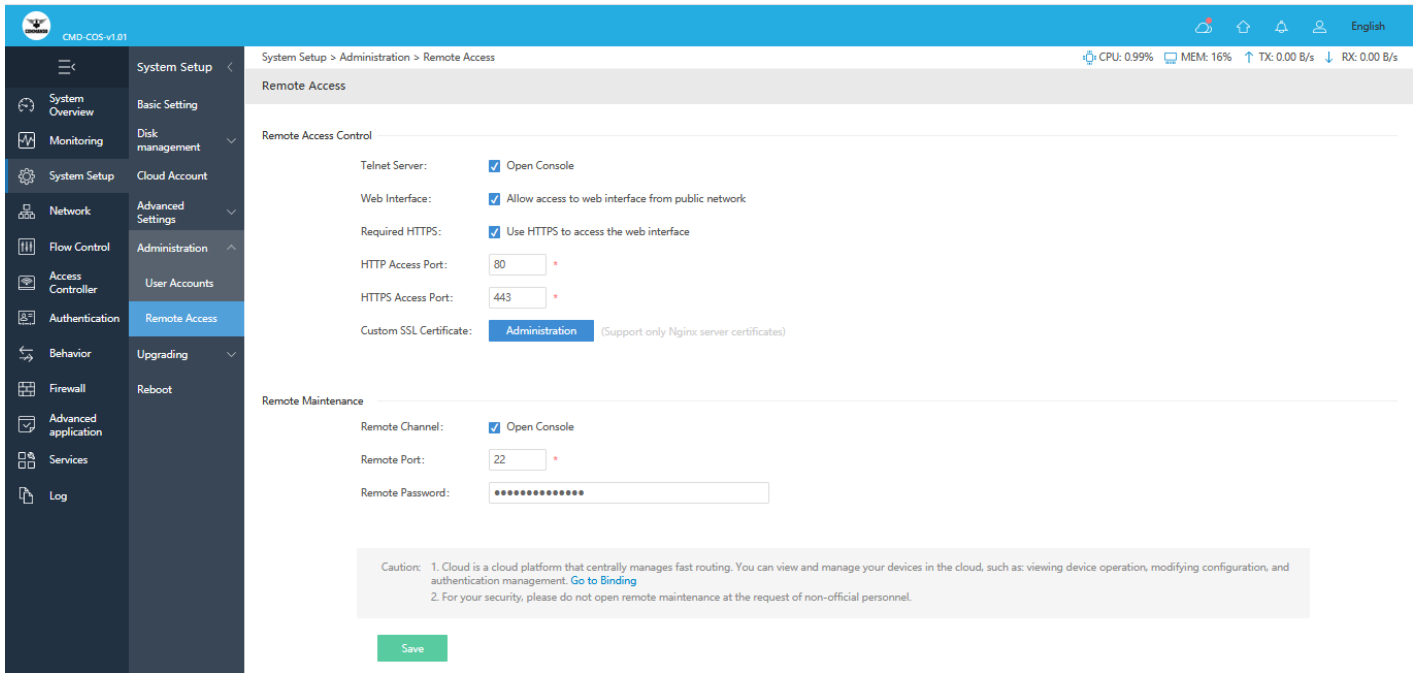 COMMANDO
CMD-COS-v1.01
English
System Setup
System Setup > Administration > Remote Access
CPU: 0.99% MEM: 16% TX: 0.00 B/s RX: 0.00 B/s
Remote Access
System
Overview
Monitoring
System Setup
Network
Flow Control
Access
Controller
Authentication
Behavior
Firewall
Advanced
application
Services
Log
Basic Setting
Disk
management
Cloud Account
Advanced
Settings
Administration
User Accounts
Remote Access
Upgrading
Reboot
Remote Access Control
Telnet Server: Open Console
Web Interface: Allow access to web interface from public network
Required HTTPS: Use HTTPS to access the web interface
HTTP Access Port: 80 *
HTTPS Access Port: 443 *
Custom SSL Certificate: Administration (Support only Nginx server certificates)
Remote Maintenance
Remote Channel: Open Console
Remote Port: 22 *
Remote Password: ••••••••••••••
Caution: 1. Cloud is a cloud platform that centrally manages fast routing. You can view and manage your devices in the cloud, such as: viewing device operation, modifying configuration, and
authentication management. Go to Binding
2. For your security, please do not open remote maintenance at the request of non-official personnel.
Save